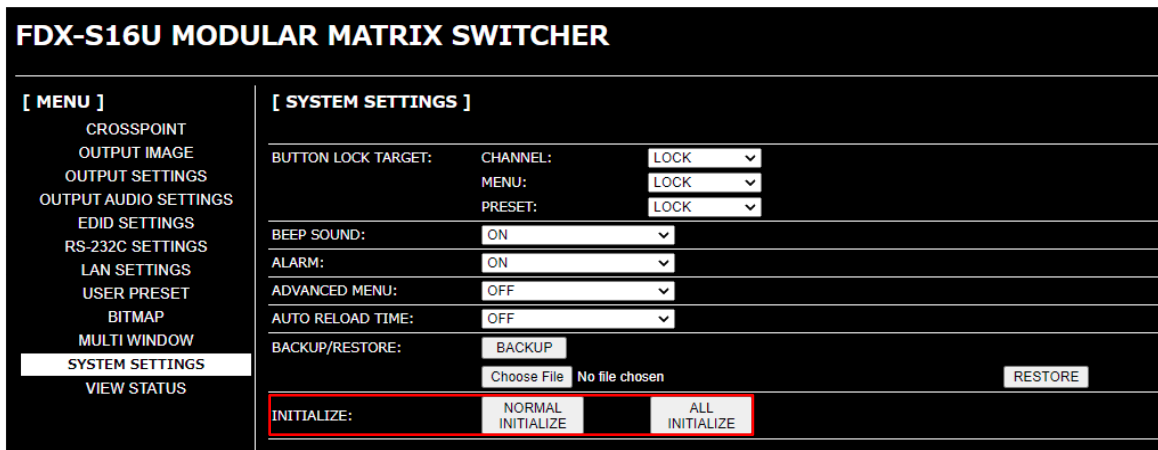 FDX-S16U MODULAR MATRIX SWITCHER
[ MENU ]
CROSSPOINT
OUTPUT IMAGE
OUTPUT SETTINGS
OUTPUT AUDIO SETTINGS
EDID SETTINGS
RS-232C SETTINGS
LAN SETTINGS
USER PRESET
BITMAP
MULTI WINDOW
SYSTEM SETTINGS
VIEW STATUS
[ SYSTEM SETTINGS ]
BUTTON LOCK TARGET: CHANNEL: LOCK
MENU: LOCK
PRESET: LOCK
BEEP SOUND: ON
ALARM: ON
ADVANCED MENU: OFF
AUTO RELOAD TIME: OFF
BACKUP/RESTORE: BACKUP
Choose File No file chosen RESTORE
INITIALIZE: NORMAL INITIALIZE ALL INITIALIZE